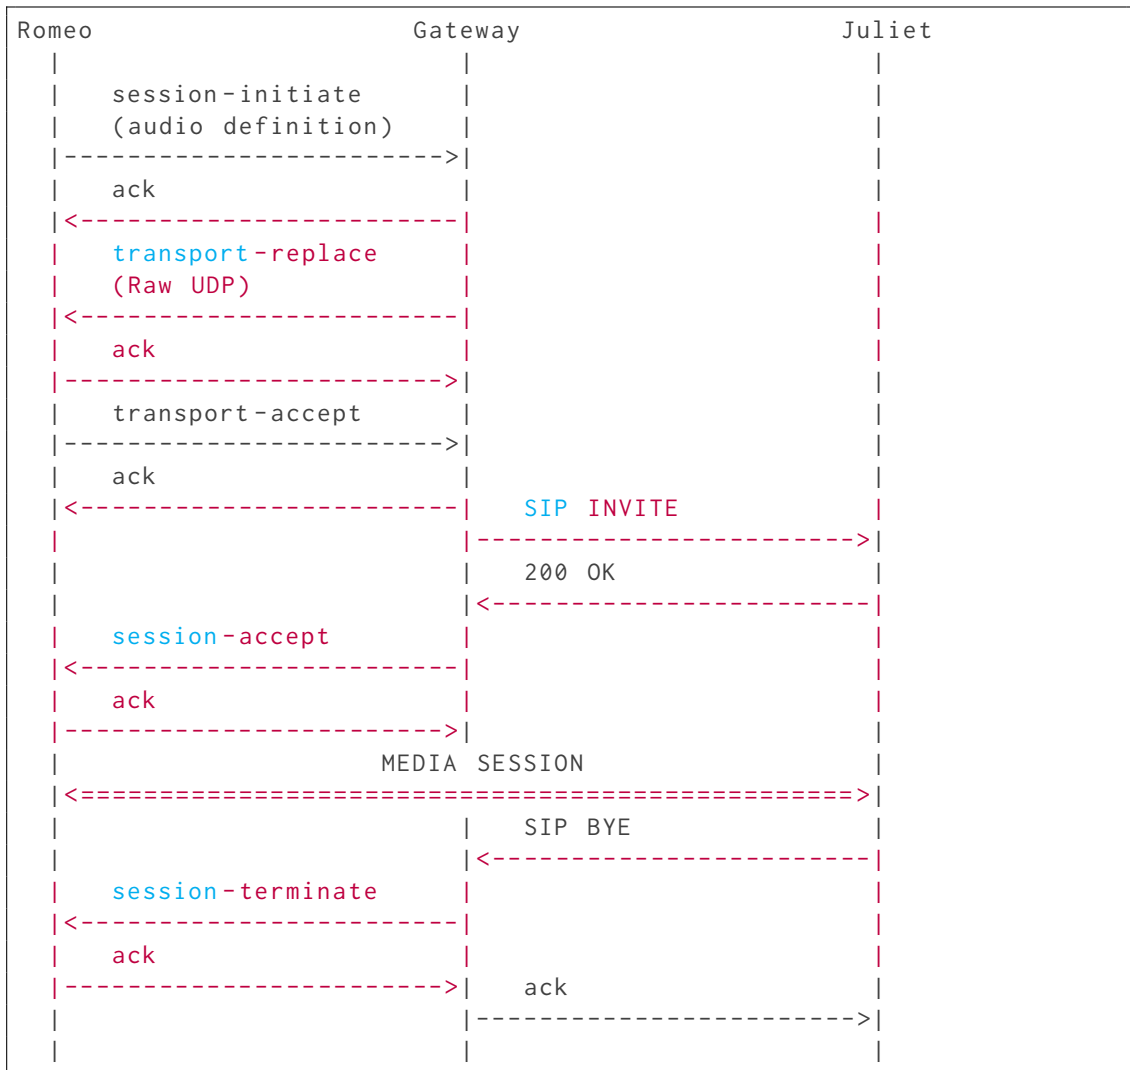 Romeo Gateway Juliet
| | |
| session-initiate | |
| (audio definition) | |
|------------------------>| |
| ack | |
|<------------------------| |
| transport-replace | |
| (Raw UDP) | |
|<------------------------| |
| ack | |
|------------------------>| |
| transport-accept | |
|------------------------>| |
| ack | |
|<------------------------| SIP INVITE |
| |------------------------>|
| | 200 OK |
| |<------------------------|
| session-accept | |
|<------------------------| |
| ack | |
|------------------------>| |
| MEDIA SESSION |
|<=================================================>|
| | SIP BYE |
| |<------------------------|
| session-terminate | |
|<------------------------| |
| ack | |
|------------------------>| ack |
| |------------------------>|
| | |